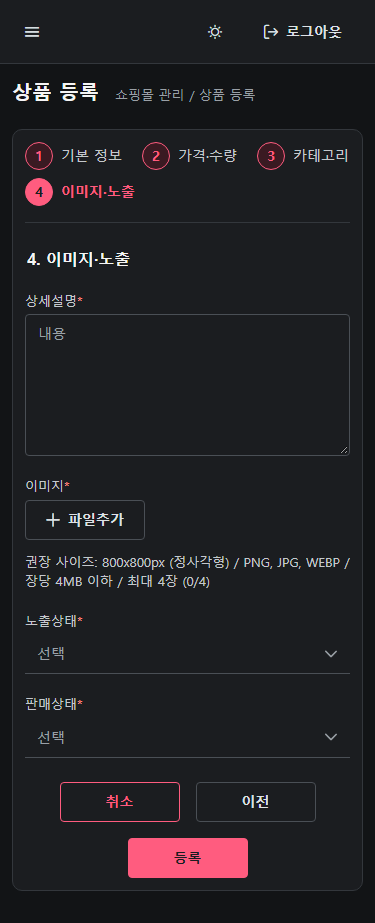 로그아웃
상품 등록 쇼핑몰 관리 / 상품 등록
1 기본 정보 2 가격·수량 3 카테고리
4 이미지·노출
4. 이미지·노출
상세설명*
내용
이미지*
+ 파일추가
권장 사이즈: 800x800px (정사각형) / PNG, JPG, WEBP /
장당 4MB 이하 / 최대 4장 (0/4)
노출상태*
선택
판매상태*
선택
취소 이전
등록